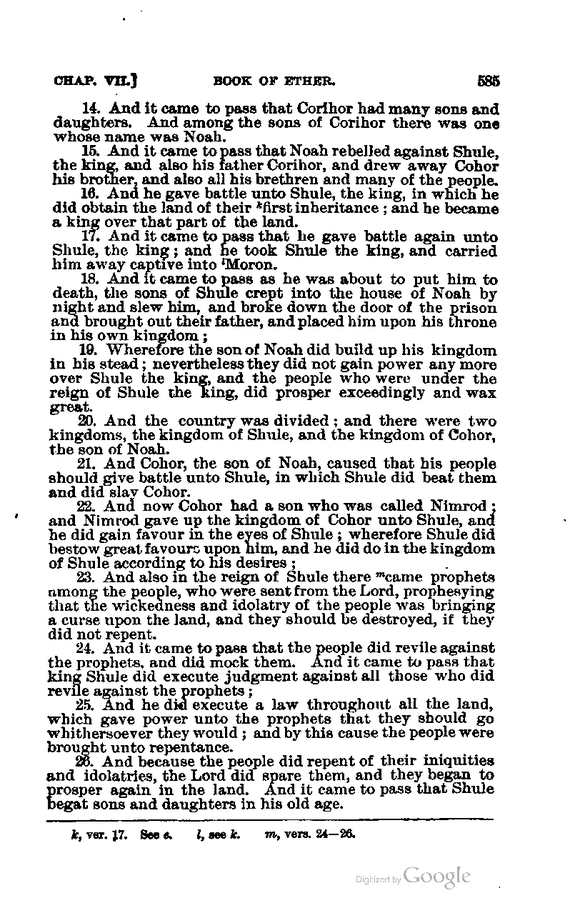 CHAP. VII.] BOOK OF ETHER. 585
14. And it came to pass that Corihor had many sons and
daughters. And among the sons of Corihor there was one
whose name was Noah.
15. And it came to pass that Noah rebelled against Shule,
the king, and also his father Corihor, and drew away Cohor
his brother, and also all his brethren and many of the people.
16. And he gave battle unto Shule, the king, in which he
did obtain the land of their ᵏfirst inheritance ; and he became
a king over that part of the land.
17. And it came to pass that he gave battle again unto
Shule, the king ; and he took Shule the king, and carried
him away captive into ˡMoron.
18. And it came to pass as he was about to put him to
death, the sons of Shule crept into the house of Noah by
night and slew him, and broke down the door of the prison
and brought out their father, and placed him upon his throne
in his own kingdom ;
19. Wherefore the son of Noah did build up his kingdom
in his stead ; nevertheless they did not gain power any more
over Shule the king, and the people who were under the
reign of Shule the king, did prosper exceedingly and wax
great.
20. And the country was divided ; and there were two
kingdoms, the kingdom of Shule, and the kingdom of Cohor,
the son of Noah.
21. And Cohor, the son of Noah, caused that his people
should give battle unto Shule, in which Shule did beat them
and did slay Cohor.
22. And now Cohor had a son who was called Nimrod ;
and Nimrod gave up the kingdom of Cohor unto Shule, and
he did gain favour in the eyes of Shule ; wherefore Shule did
bestow great favours upon him, and he did do in the kingdom
of Shule according to his desires ;
23. And also in the reign of Shule there ᵐcame prophets
among the people, who were sent from the Lord, prophesying
that the wickedness and idolatry of the people was bringing
a curse upon the land, and they should be destroyed, if they
did not repent.
24. And it came to pass that the people did revile against
the prophets, and did mock them. And it came to pass that
king Shule did execute judgment against all those who did
revile against the prophets ;
25. And he did execute a law throughout all the land,
which gave power unto the prophets that they should go
whithersoever they would ; and by this cause the people were
brought unto repentance.
26. And because the people did repent of their iniquities
and idolatries, the Lord did spare them, and they began to
prosper again in the land. And it came to pass that Shule
begat sons and daughters in his old age.
k, ver. 17. See e. l, see k. m, vers. 24—26.
Digitized by Google